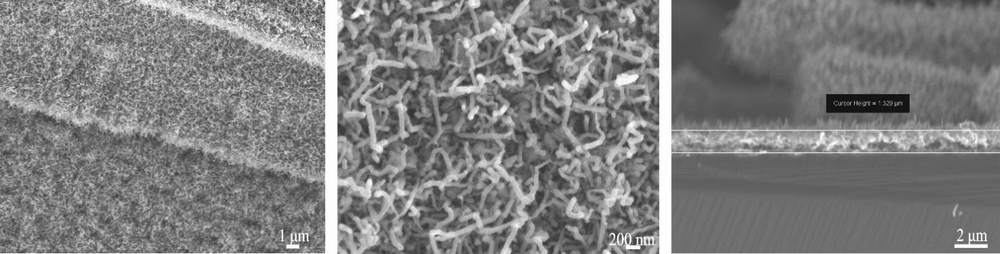 1 μm
200 nm
Cursor Height = 1.329 μm
2 μm